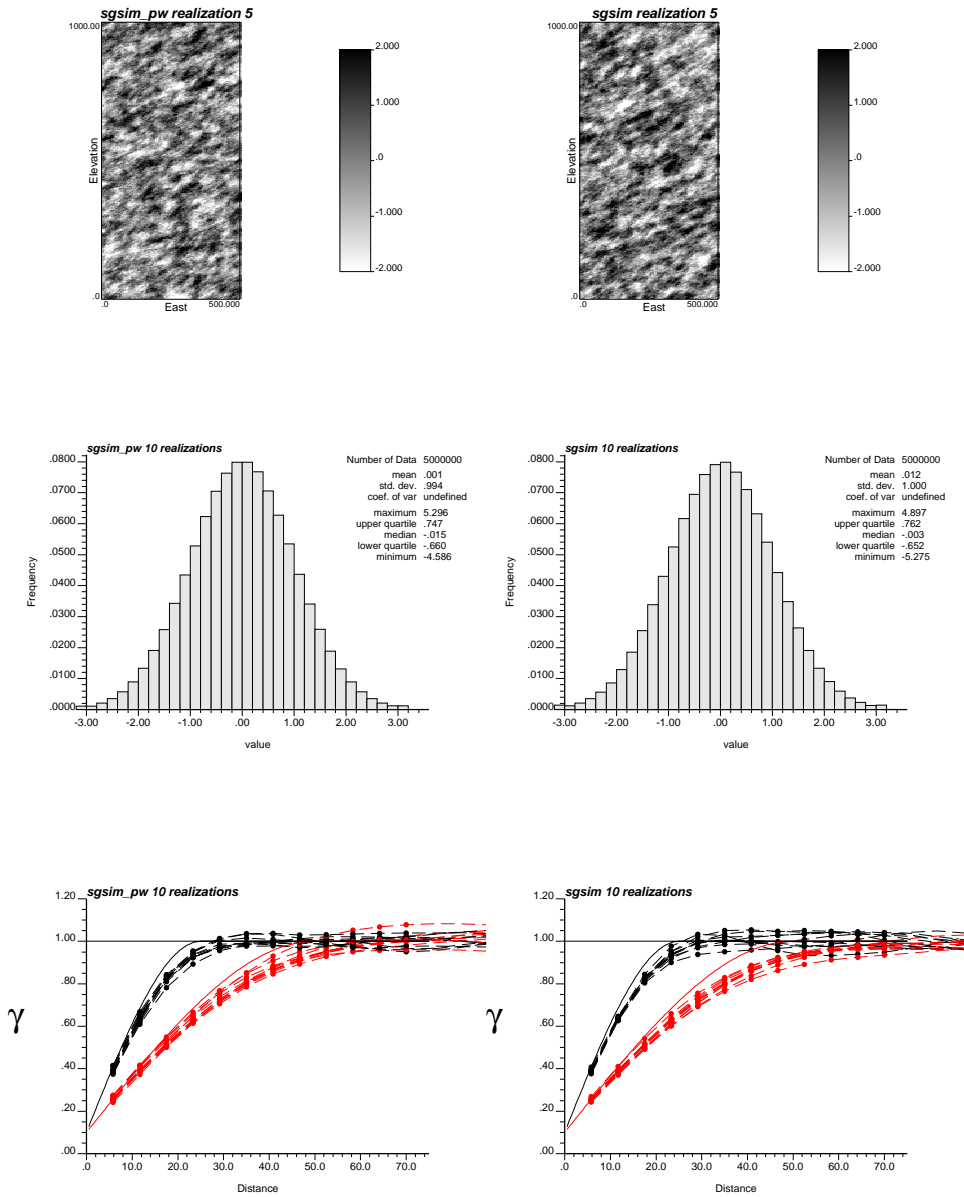 sgsim_pw realization 5
1000.00
Elevation
.0
.0
East
500.000
2.000
1.000
.0
-1.000
-2.000
sgsim realization 5
1000.00
Elevation
.0
.0
East
500.000
2.000
1.000
.0
-1.000
-2.000
sgsim_pw 10 realizations
Number of Data 5000000
mean .001
std. dev. .994
coef. of var undefined
maximum 5.296
upper quartile .747
median -.015
lower quartile -.660
minimum -4.586
Frequency
.0800
.0700
.0600
.0500
.0400
.0300
.0200
.0100
.0000
-3.00 -2.00 -1.00 .00 1.00 2.00 3.00
value
sgsim 10 realizations
Number of Data 5000000
mean .012
std. dev. 1.000
coef. of var undefined
maximum 4.897
upper quartile .762
median -.003
lower quartile -.652
minimum -5.275
Frequency
.0800
.0700
.0600
.0500
.0400
.0300
.0200
.0100
.0000
-3.00 -2.00 -1.00 .00 1.00 2.00 3.00
value
sgsim_pw 10 realizations
γ
1.20
1.00
.80
.60
.40
.20
.00
.0 10.0 20.0 30.0 40.0 50.0 60.0 70.0
Distance
sgsim 10 realizations
γ
1.20
1.00
.80
.60
.40
.20
.00
.0 10.0 20.0 30.0 40.0 50.0 60.0 70.0
Distance